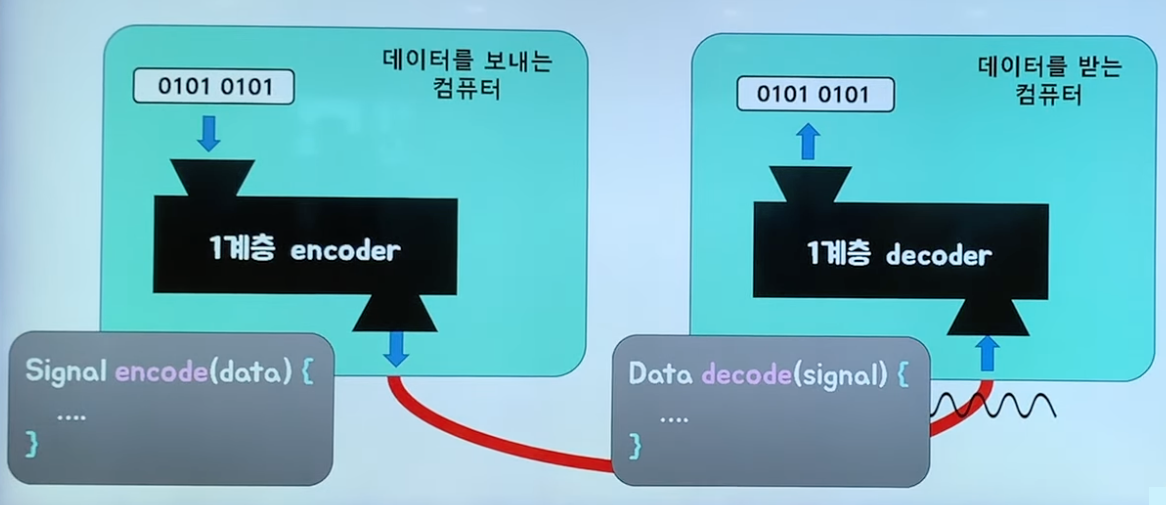 데이터를 보내는
컴퓨터
0101 0101
1계층 encoder
Signal encode(data) {
....
}
데이터를 받는
컴퓨터
0101 0101
1계층 decoder
Data decode(signal) {
....
}